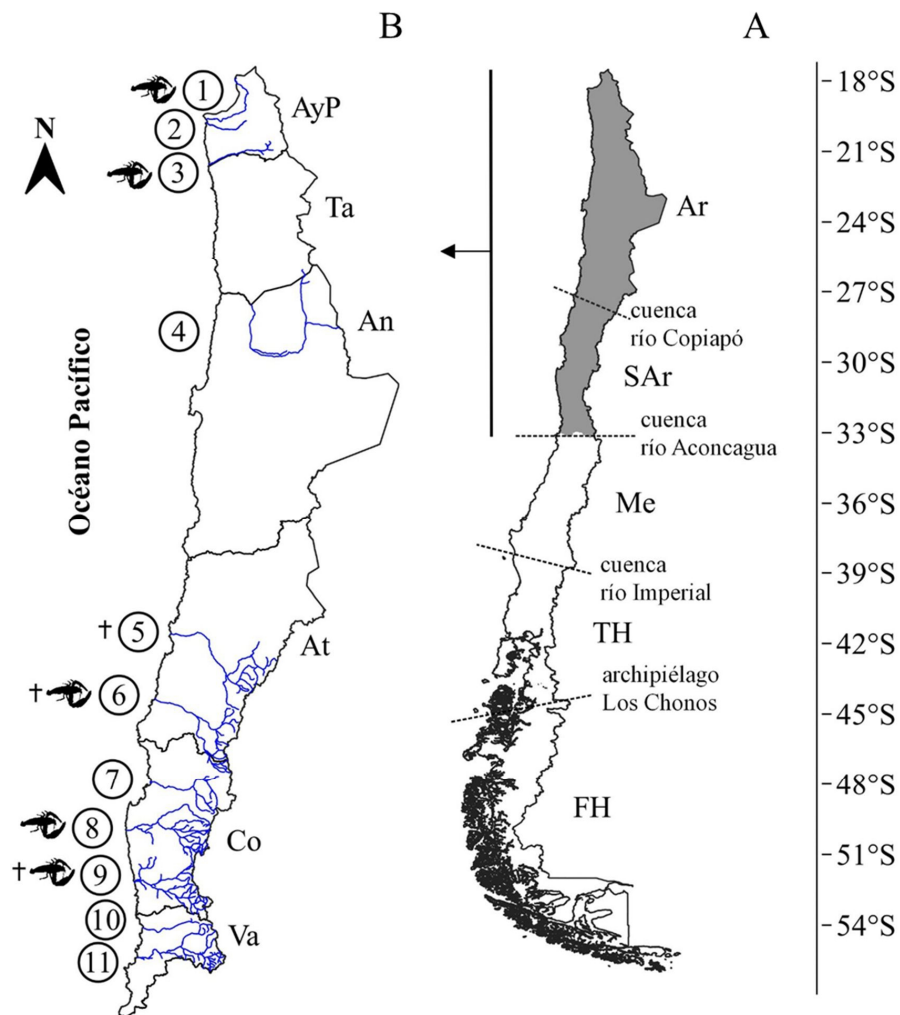 B
A
N
1
AyP
2
3
Ta
4
An
Océano Pacífico
† 5
At
† 6
7
8
Co
† 9
10
Va
11
Ar
cuenca
río Copiapó
SAr
cuenca
río Aconcagua
Me
cuenca
río Imperial
TH
archipiélago
Los Chonos
FH
18°S
21°S
24°S
27°S
30°S
33°S
36°S
39°S
42°S
45°S
48°S
51°S
54°S